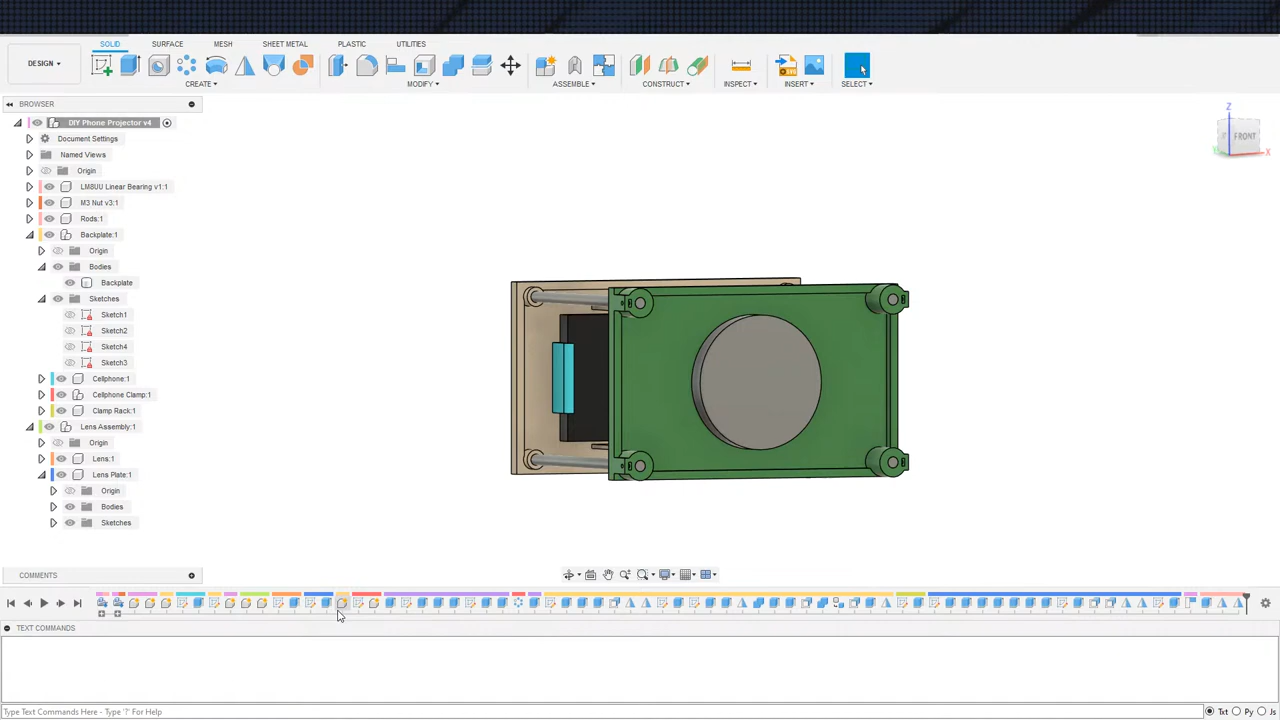 SOLID SURFACE MESH SHEET METAL PLASTIC UTILITIES
DESIGN
CREATE MODIFY ASSEMBLE CONSTRUCT INSPECT INSERT SELECT
BROWSER
DIY Phone Projector v4
Document Settings
Named Views
Origin
LM8UU Linear Bearing v1:1
M3 Nut v3:1
Rods:1
Backplate:1
Origin
Bodies
Backplate
Sketches
Sketch1
Sketch2
Sketch4
Sketch3
Cellphone:1
Cellphone Clamp:1
Clamp Rack:1
Lens Assembly:1
Origin
Lens:1
Lens Plate:1
Origin
Bodies
Sketches
Z
FRONT
X
COMMENTS
TEXT COMMANDS
Type Text Commands Here - Type '?' For Help
Txt Py Js